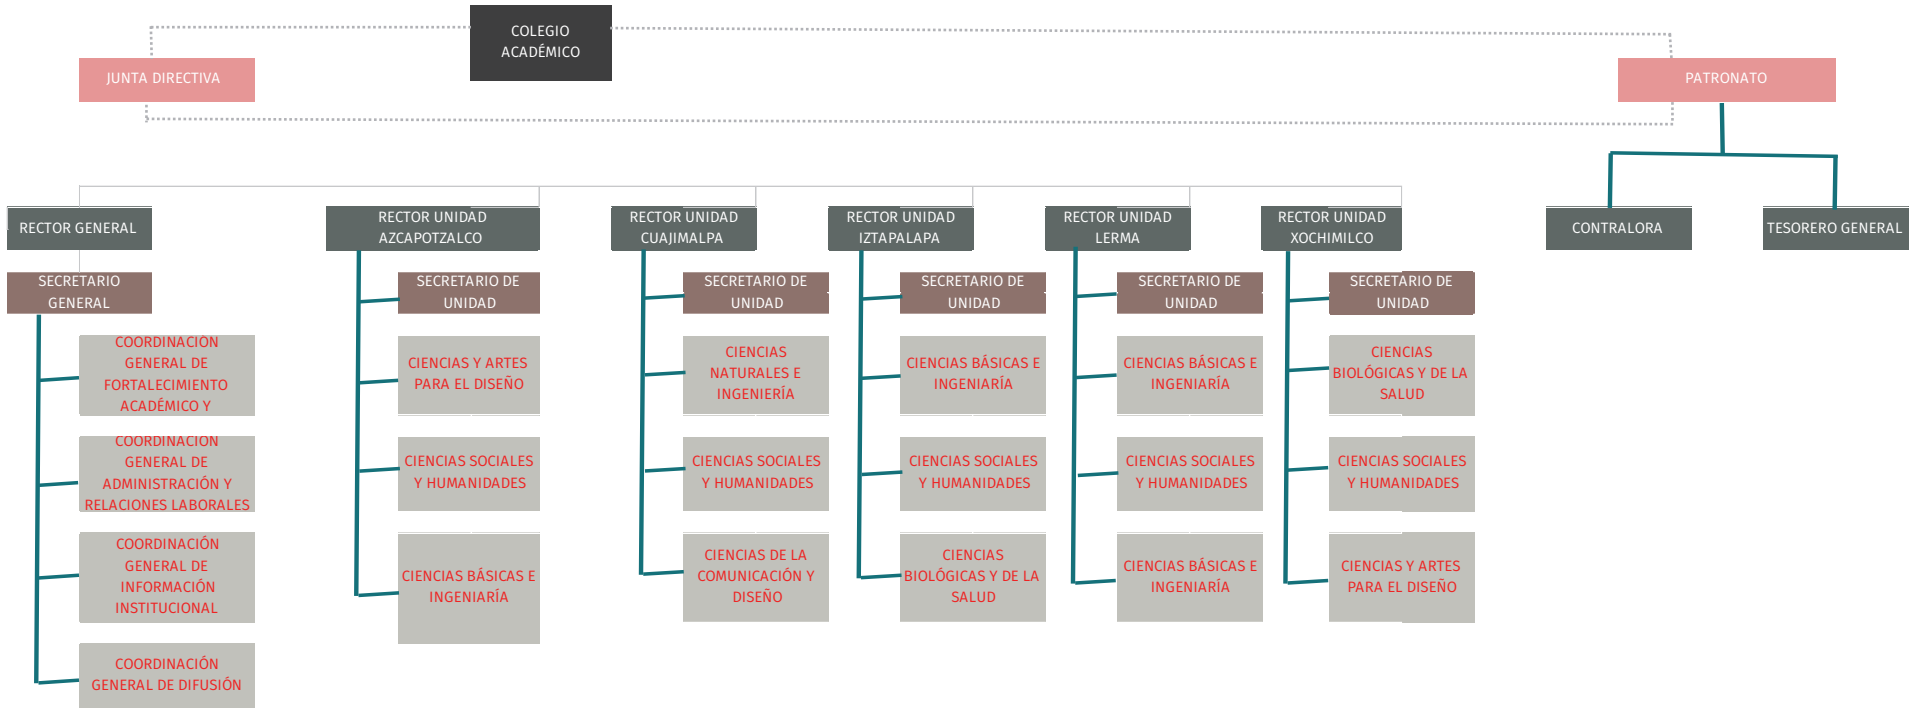 COLEGIO
ACADÉMICO
JUNTA DIRECTIVA
PATRONATO
RECTOR GENERAL
RECTOR UNIDAD
AZCAPOTZALCO
RECTOR UNIDAD
CUAJIMALPA
RECTOR UNIDAD
IZTAPALAPA
RECTOR UNIDAD
LERMA
RECTOR UNIDAD
XOCHIMILCO
CONTRALORA
TESORERO GENERAL
SECRETARIO
GENERAL
COORDINACIÓN
GENERAL DE
FORTALECIMIENTO
ACADÉMICO Y
COORDINACIÓN
GENERAL DE
ADMINISTRACIÓN Y
RELACIONES LABORALES
COORDINACIÓN
GENERAL DE
INFORMACIÓN
INSTITUCIONAL
COORDINACIÓN
GENERAL DE DIFUSIÓN
SECRETARIO DE
UNIDAD
CIENCIAS Y ARTES
PARA EL DISEÑO
CIENCIAS SOCIALES
Y HUMANIDADES
CIENCIAS BÁSICAS E
INGENIARÍA
SECRETARIO DE
UNIDAD
CIENCIAS
NATURALES E
INGENIERÍA
CIENCIAS SOCIALES
Y HUMANIDADES
CIENCIAS DE LA
COMUNICACIÓN Y
DISEÑO
SECRETARIO DE
UNIDAD
CIENCIAS BÁSICAS E
INGENIARÍA
CIENCIAS SOCIALES
Y HUMANIDADES
CIENCIAS
BIOLÓGICAS Y DE LA
SALUD
SECRETARIO DE
UNIDAD
CIENCIAS BÁSICAS E
INGENIARÍA
CIENCIAS SOCIALES
Y HUMANIDADES
CIENCIAS BÁSICAS E
INGENIARÍA
SECRETARIO DE
UNIDAD
CIENCIAS
BIOLÓGICAS Y DE LA
SALUD
CIENCIAS SOCIALES
Y HUMANIDADES
CIENCIAS Y ARTES
PARA EL DISEÑO